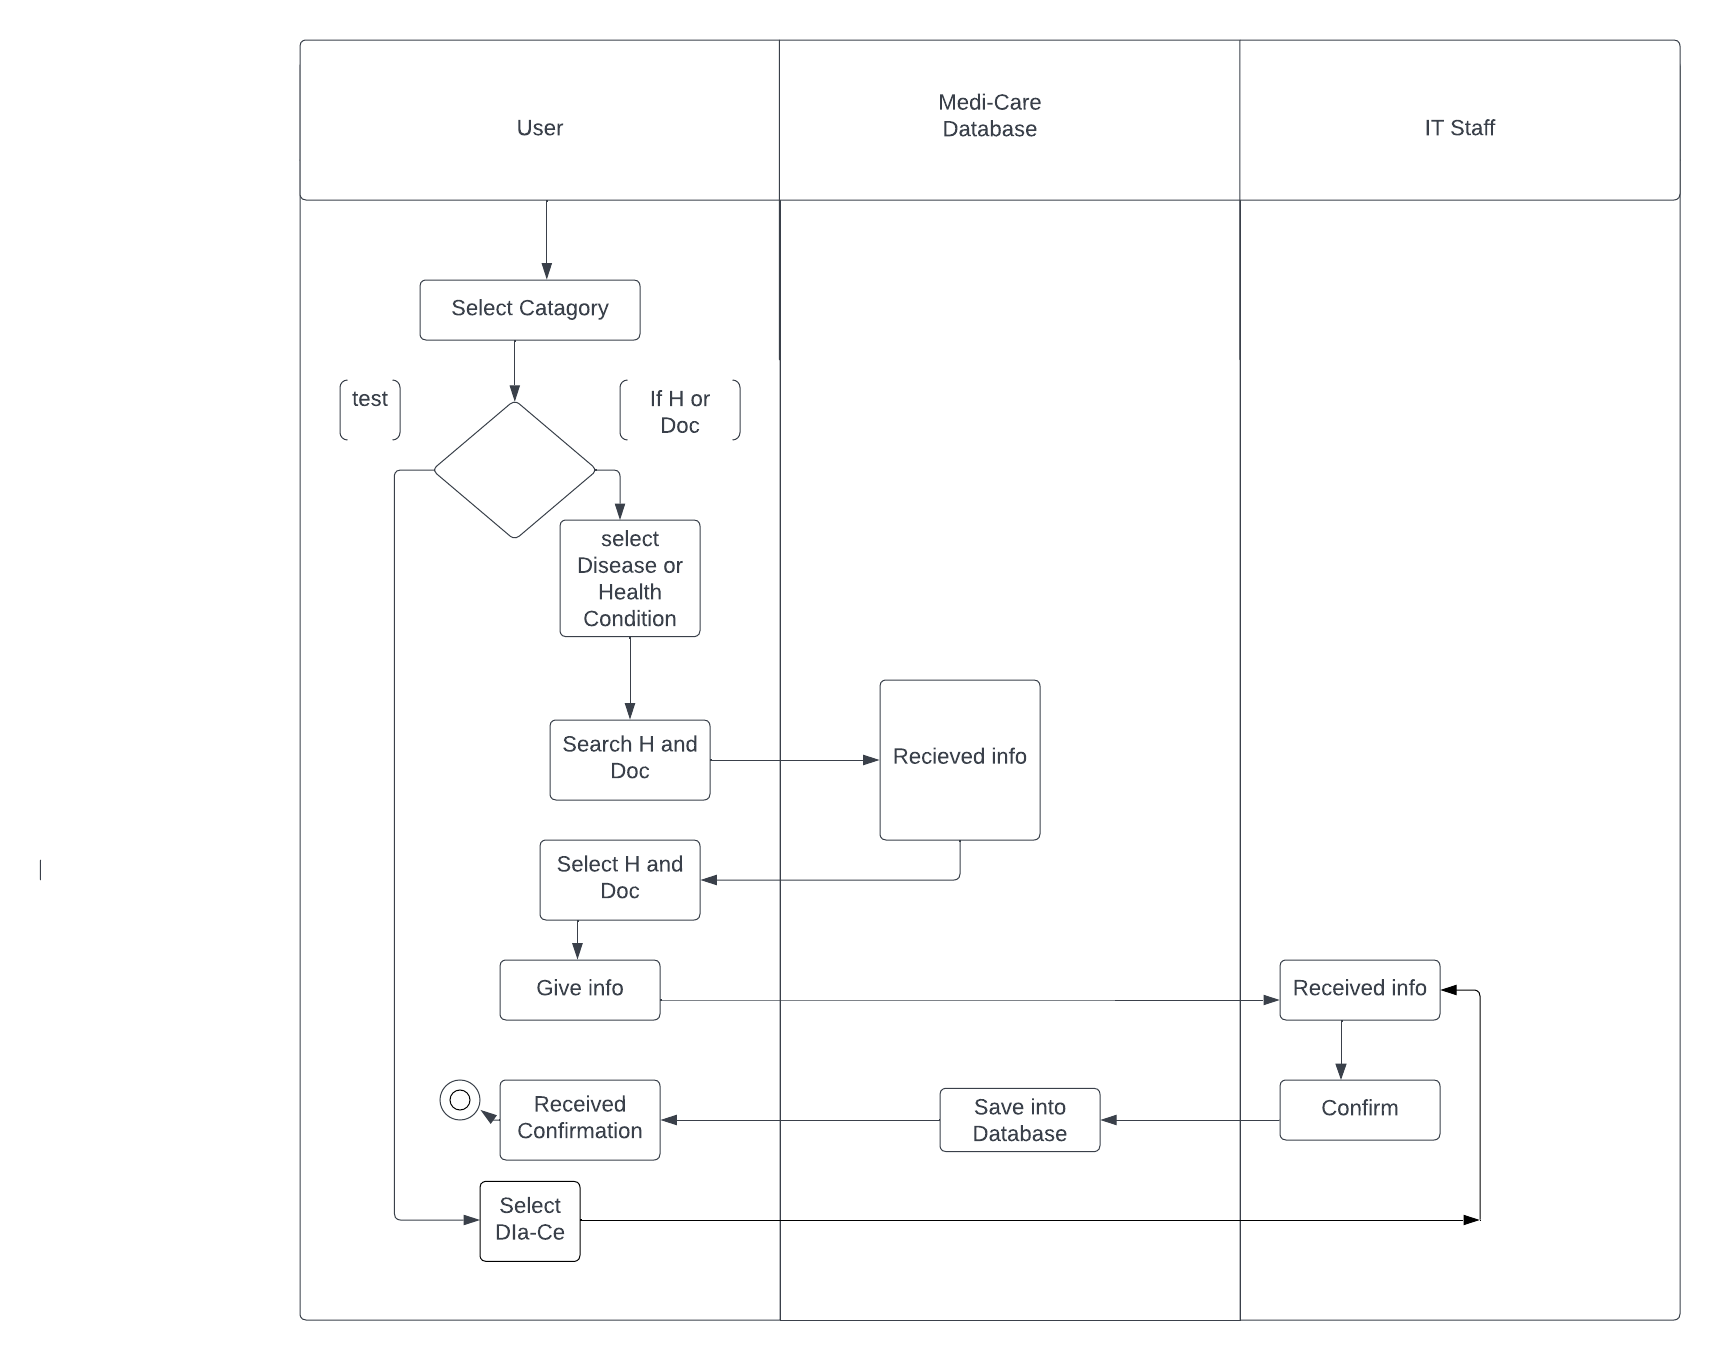 User
Medi-Care
Database
IT Staff
Select Catagory
test
If H or
Doc
select
Disease or
Health
Condition
Search H and
Doc
Recieved info
Select H and
Doc
Give info
Received info
Received
Confirmation
Save into
Database
Confirm
Select
DIa-Ce